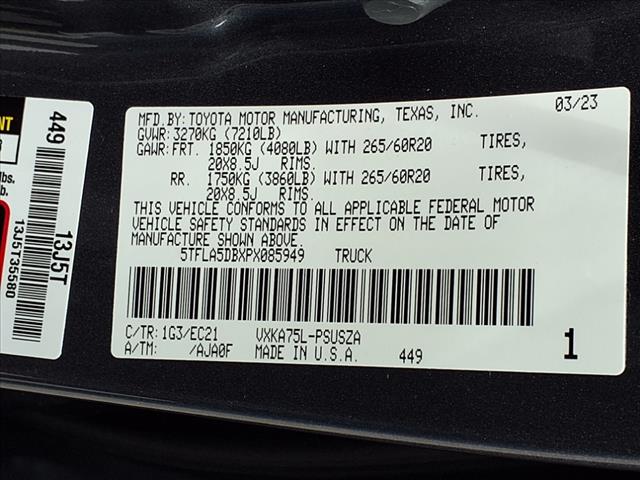 MFD.BY: TOYOTA MOTOR MANUFACTURING, TEXAS, INC. 03/23
GVWR: 3270KG (7210LB)
GAWR: FRT. 1850KG (4080LB) WITH 265/60R20 TIRES,
20X8.5J RIMS.
RR. 1750KG (3860LB) WITH 265/60R20 TIRES,
20X8.5J RIMS.
THIS VEHICLE CONFORMS TO ALL APPLICABLE FEDERAL MOTOR
VEHICLE SAFETY STANDARDS IN EFFECT ON THE DATE OF
MANUFACTURE SHOWN ABOVE.
5TFLA5DBXPX085949 TRUCK
C/TR: 1G3/EC21 VXKA75L-PSUSZA
A/TM: /AJA0F MADE IN U.S.A. 449 1
449 13J5T
13J5T35580
NT
lbs.
b.